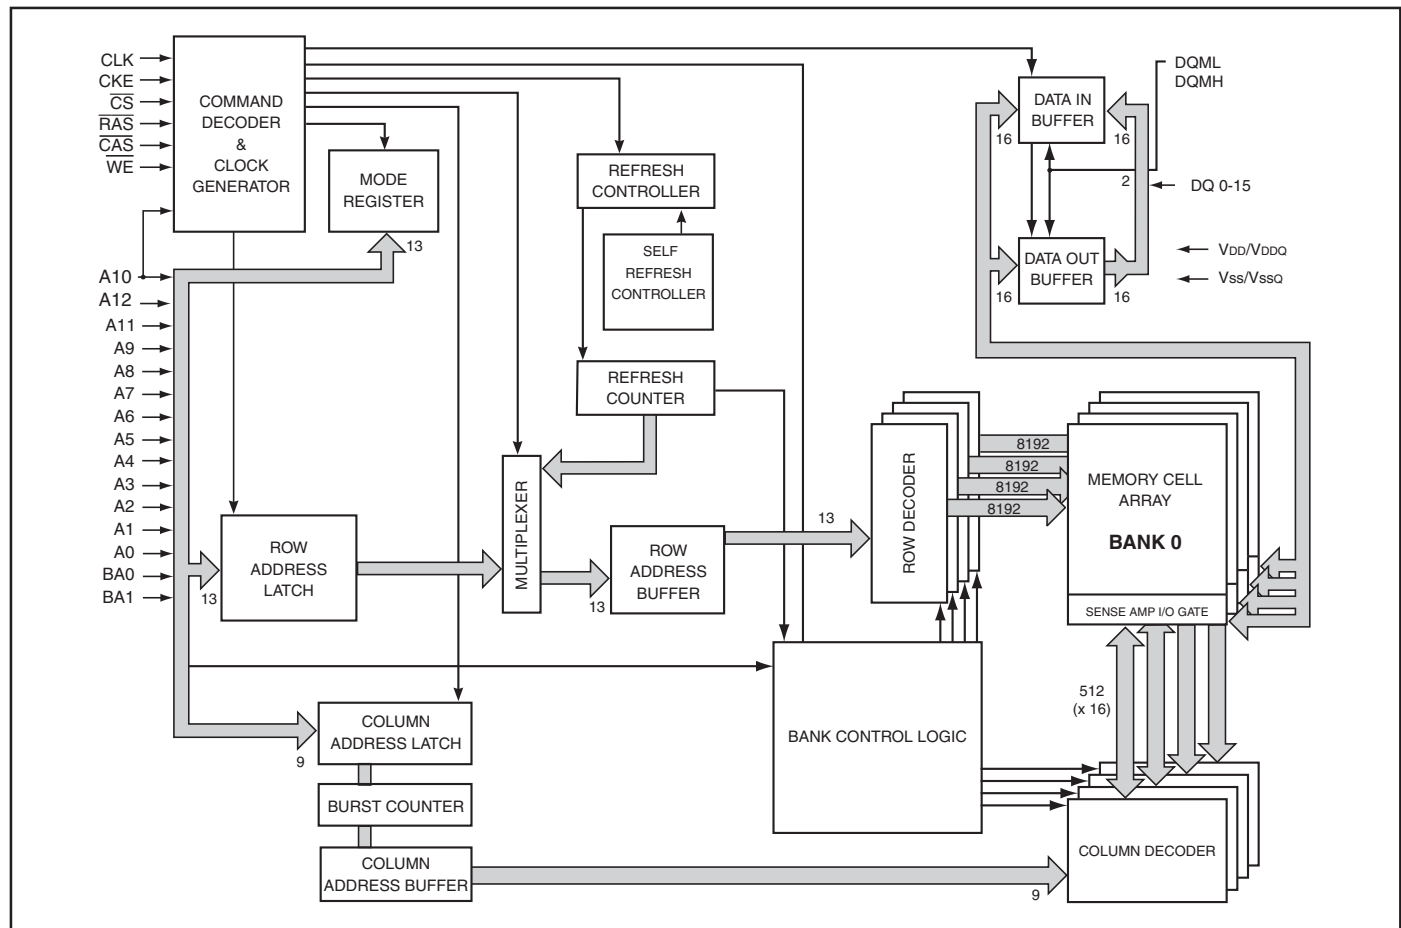 CLK
CKE
CS
RAS
CAS
WE
A10
A12
A11
A9
A8
A7
A6
A5
A4
A3
A2
A1
A0
BA0
BA1
COMMAND
DECODER
&
CLOCK
GENERATOR
MODE
REGISTER
13
REFRESH
CONTROLLER
SELF
REFRESH
CONTROLLER
REFRESH
COUNTER
DATA IN
BUFFER
16
16
DQML
DQMH
2
DQ 0-15
DATA OUT
BUFFER
16
16
VDD/VDDQ
VSS/VSSQ
13
ROW
ADDRESS
LATCH
MULTIPLEXER
13
ROW
ADDRESS
BUFFER
13
ROW DECODER
8192
8192
8192
8192
MEMORY CELL
ARRAY
BANK 0
SENSE AMP I/O GATE
512
(x 16)
BANK CONTROL LOGIC
9
COLUMN
ADDRESS LATCH
BURST COUNTER
COLUMN
ADDRESS BUFFER
9
COLUMN DECODER